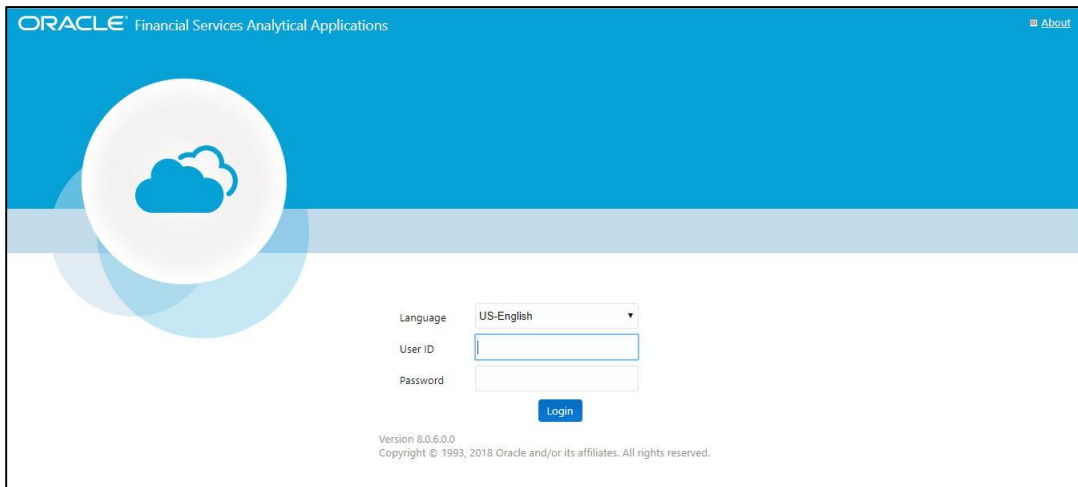 ORACLE® Financial Services Analytical Applications
About
Language US-English
User ID
Password
Login
Version 8.0.6.0.0
Copyright © 1993, 2018 Oracle and/or its affiliates. All rights reserved.